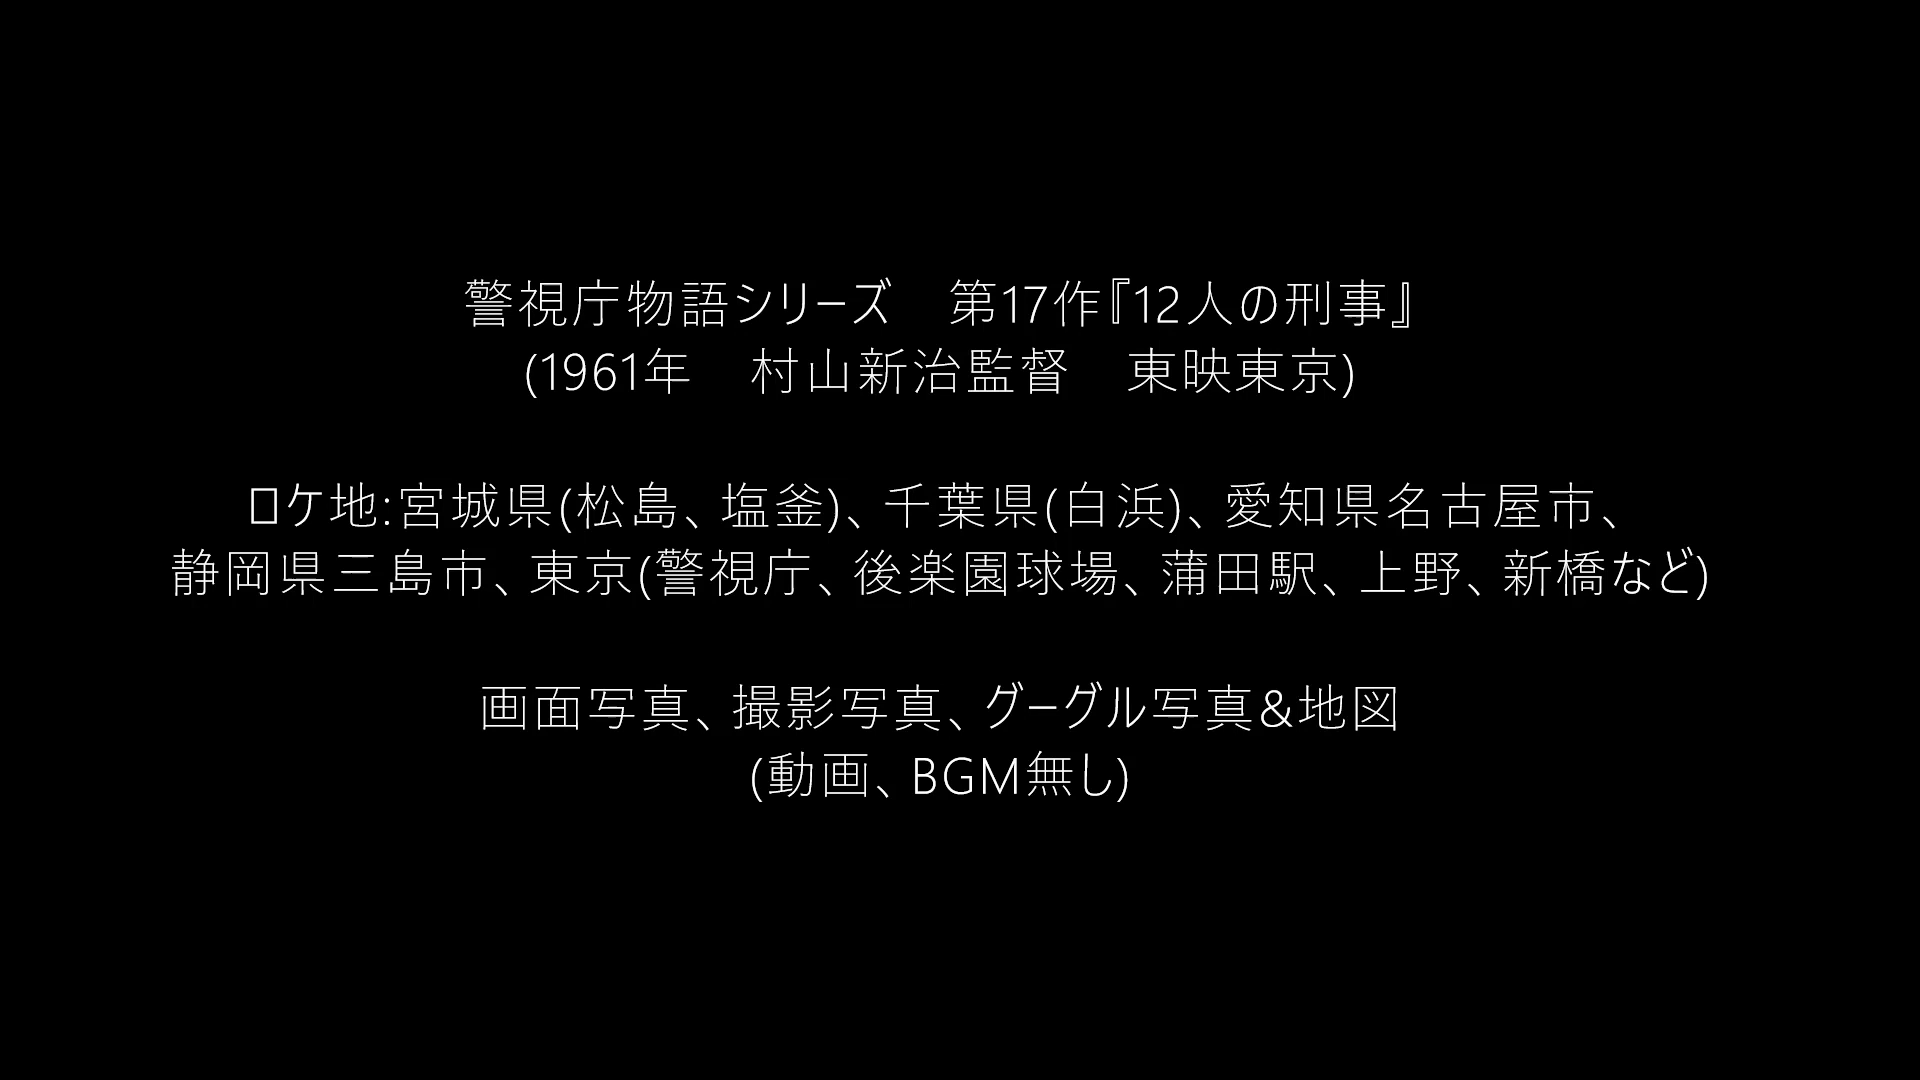 警視庁物語シリーズ　第17作『12人の刑事』
(1961年　村山新治監督　東映東京)
ロケ地:宮城県(松島、塩釜)、千葉県(白浜)、愛知県名古屋市、
静岡県三島市、東京(警視庁、後楽園球場、蒲田駅、上野、新橋など)
画面写真、撮影写真、グーグル写真&地図
(動画、BGM無し)